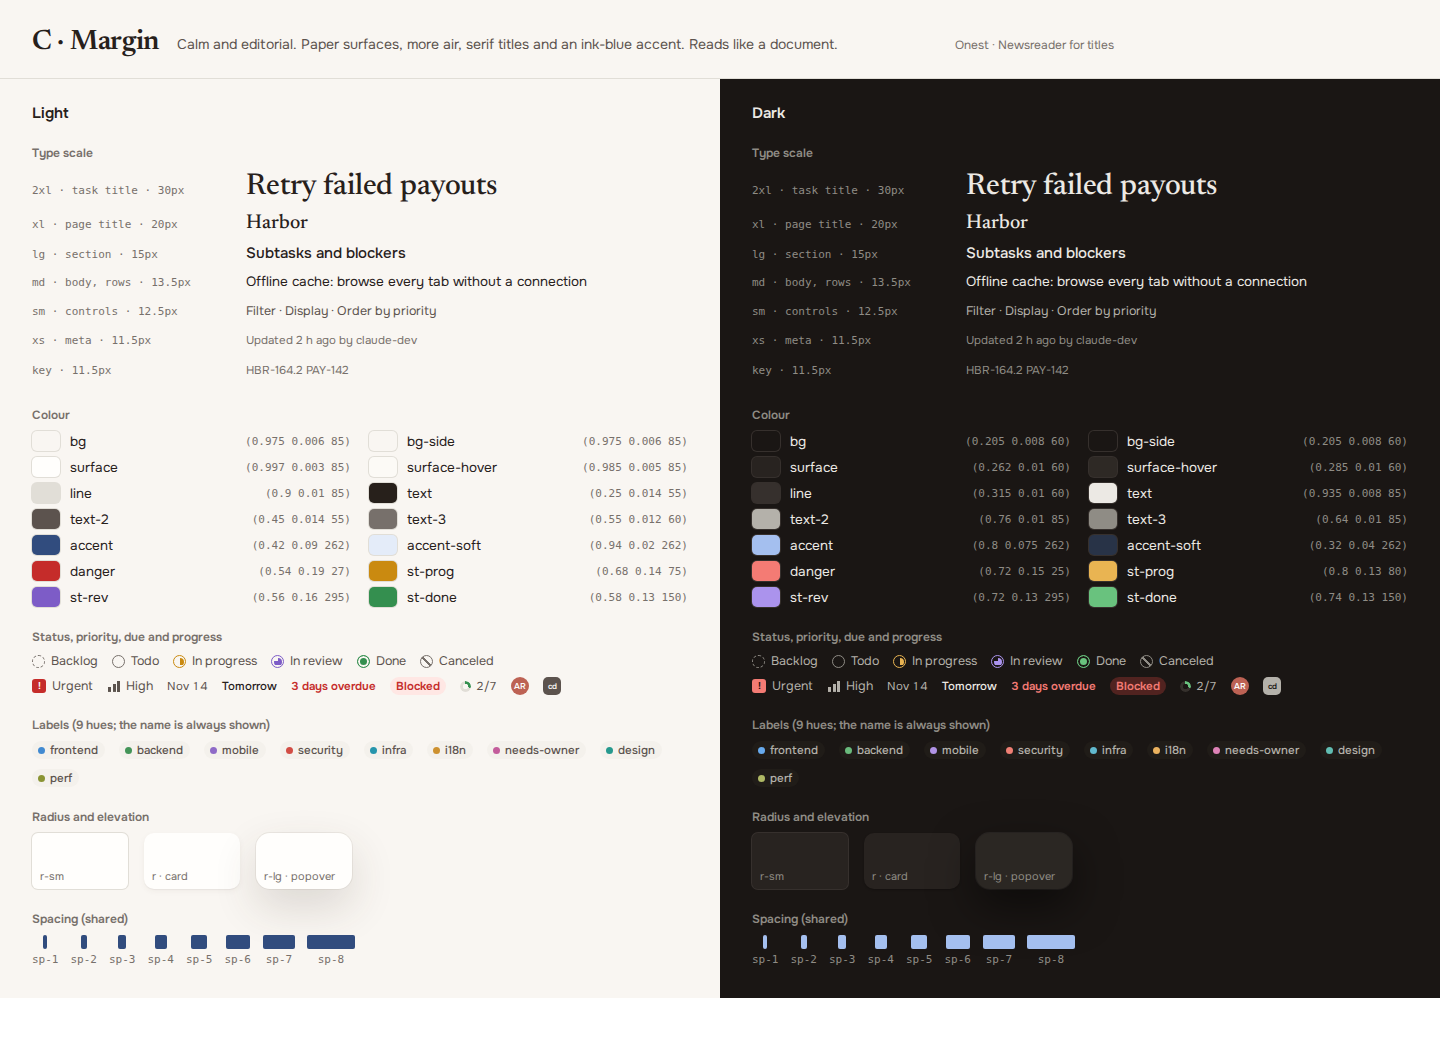 C · Margin
Calm and editorial. Paper surfaces, more air, serif titles and an ink-blue accent. Reads like a document.
Onest · Newsreader for titles
Light
Type scale
2xl · task title · 30px Retry failed payouts
xl · page title · 20px Harbor
lg · section · 15px Subtasks and blockers
md · body, rows · 13.5px Offline cache: browse every tab without a connection
sm · controls · 12.5px Filter · Display · Order by priority
xs · meta · 11.5px Updated 2 h ago by claude-dev
key · 11.5px HBR-164.2 PAY-142
Colour
bg (0.975 0.006 85) bg-side (0.975 0.006 85)
surface (0.997 0.003 85) surface-hover (0.985 0.005 85)
line (0.9 0.01 85) text (0.25 0.014 55)
text-2 (0.45 0.014 55) text-3 (0.55 0.012 60)
accent (0.42 0.09 262) accent-soft (0.94 0.02 262)
danger (0.54 0.19 27) st-prog (0.68 0.14 75)
st-rev (0.56 0.16 295) st-done (0.58 0.13 150)
Status, priority, due and progress
Backlog Todo In progress In review Done Canceled
! Urgent High Nov 14 Tomorrow 3 days overdue Blocked 2/7 AR cd
Labels (9 hues; the name is always shown)
frontend backend mobile security infra i18n needs-owner design
perf
Radius and elevation
r-sm r · card r-lg · popover
Spacing (shared)
sp-1 sp-2 sp-3 sp-4 sp-5 sp-6 sp-7 sp-8
Dark
Type scale
2xl · task title · 30px Retry failed payouts
xl · page title · 20px Harbor
lg · section · 15px Subtasks and blockers
md · body, rows · 13.5px Offline cache: browse every tab without a connection
sm · controls · 12.5px Filter · Display · Order by priority
xs · meta · 11.5px Updated 2 h ago by claude-dev
key · 11.5px HBR-164.2 PAY-142
Colour
bg (0.205 0.008 60) bg-side (0.205 0.008 60)
surface (0.262 0.01 60) surface-hover (0.285 0.01 60)
line (0.315 0.01 60) text (0.935 0.008 85)
text-2 (0.76 0.01 85) text-3 (0.64 0.01 85)
accent (0.8 0.075 262) accent-soft (0.32 0.04 262)
danger (0.72 0.15 25) st-prog (0.8 0.13 80)
st-rev (0.72 0.13 295) st-done (0.74 0.13 150)
Status, priority, due and progress
Backlog Todo In progress In review Done Canceled
! Urgent High Nov 14 Tomorrow 3 days overdue Blocked 2/7 AR cd
Labels (9 hues; the name is always shown)
frontend backend mobile security infra i18n needs-owner design
perf
Radius and elevation
r-sm r · card r-lg · popover
Spacing (shared)
sp-1 sp-2 sp-3 sp-4 sp-5 sp-6 sp-7 sp-8